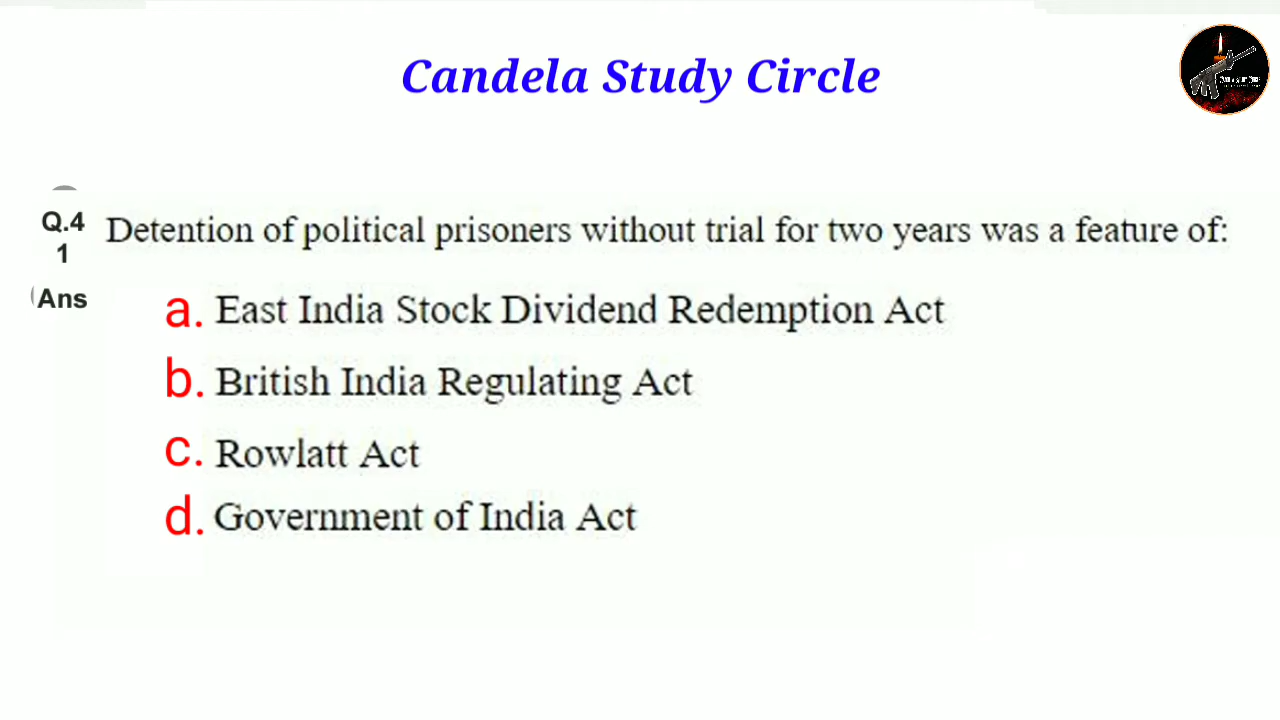 Candela Study Circle
Q.4
1
Detention of political prisoners without trial for two years was a feature of:
Ans
a. East India Stock Dividend Redemption Act
b. British India Regulating Act
c. Rowlatt Act
d. Government of India Act